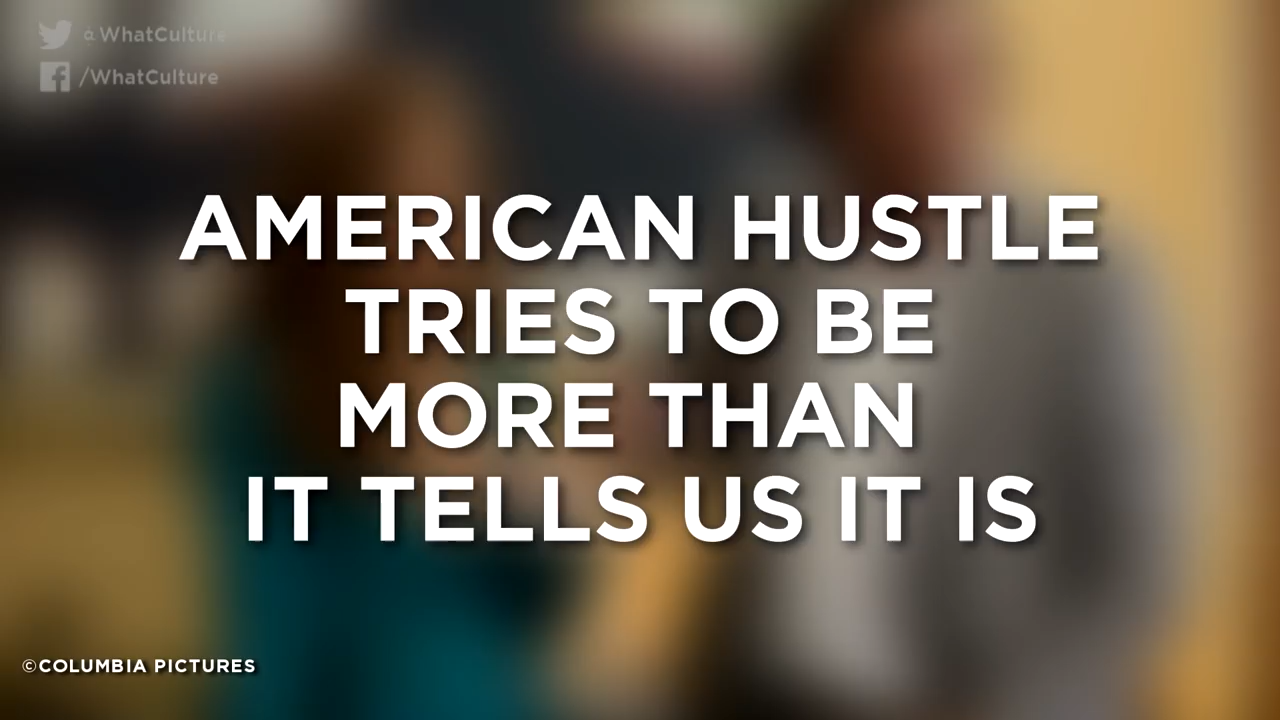 @WhatCulture
/WhatCulture
AMERICAN HUSTLE
TRIES TO BE
MORE THAN
IT TELLS US IT IS
©COLUMBIA PICTURES